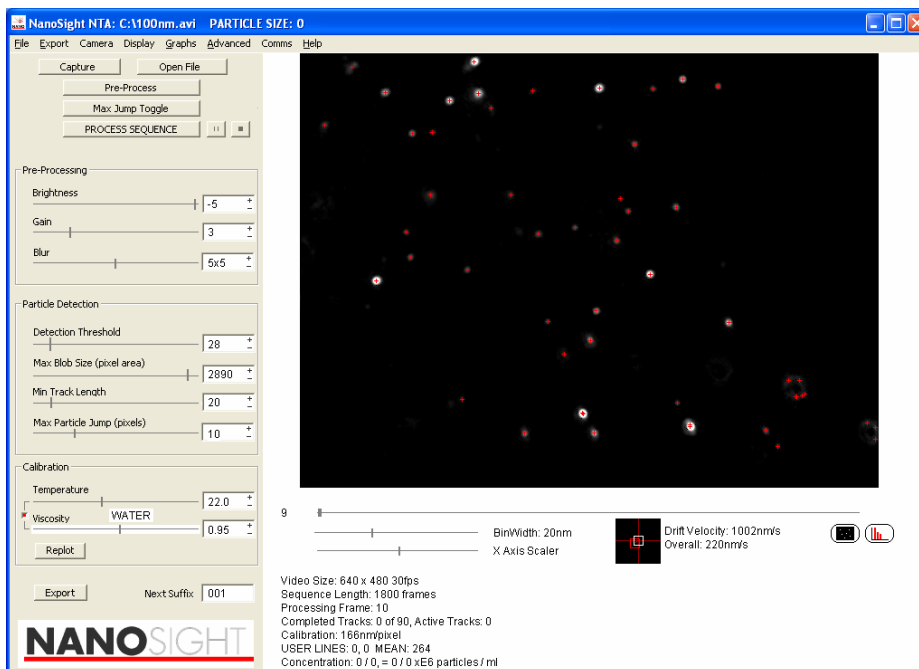 NanoSight NTA: C:\100nm.avi PARTICLE SIZE: 0
File Export Camera Display Graphs Advanced Comms Help
Capture Open File
Pre-Process
Max Jump Toggle
PROCESS SEQUENCE
Pre-Processing
Brightness
-5
Gain
3
Blur
5x5
Particle Detection
Detection Threshold
28
Max Blob Size (pixel area)
2890
Min Track Length
20
Max Particle Jump (pixels)
10
Calibration
Temperature
22.0
Viscosity WATER
0.95
Replot
Export Next Suffix 001
NANOSIGHT
9
BinWidth: 20nm
X Axis Scaler
Drift Velocity: 1002nm/s
Overall: 220nm/s
Video Size: 640 x 480 30fps
Sequence Length: 1800 frames
Processing Frame: 10
Completed Tracks: 0 of 90, Active Tracks: 0
Calibration: 166nm/pixel
USER LINES: 0, 0 MEAN: 264
Concentration: 0 / 0, = 0 / 0 xE6 particles / ml